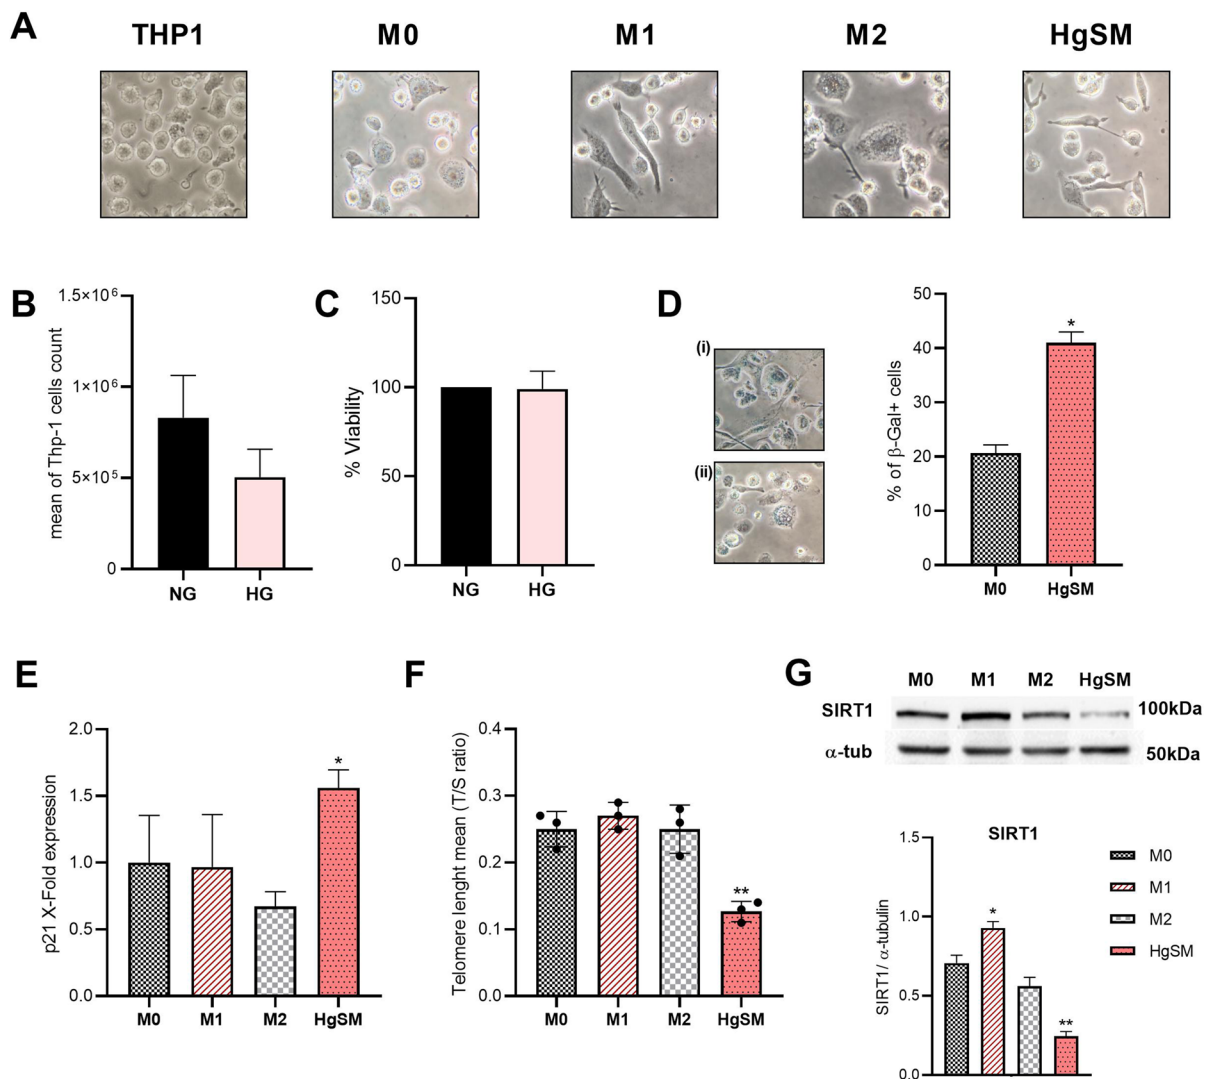 A
THP1 M0 M1 M2 HgSM
B
mean of Thp-1 cells count
1.5×10⁶
1×10⁶
5×10⁵
0
NG HG
C
% Viability
150
100
50
0
NG HG
D
(i)
(ii)
% of β-Gal+ cells
50
40
30
20
10
0
*
M0 HgSM
E
p21 X-Fold expression
2.0
1.5
1.0
0.5
0.0
*
M0 M1 M2 HgSM
F
Telomere lenght mean (T/S ratio)
0.4
0.3
0.2
0.1
0.0
**
M0 M1 M2 HgSM
G
M0 M1 M2 HgSM
SIRT1 100kDa
α-tub 50kDa
SIRT1
SIRT1/ α-tubulin
1.5
1.0
0.5
0.0
*
**
M0
M1
M2
HgSM